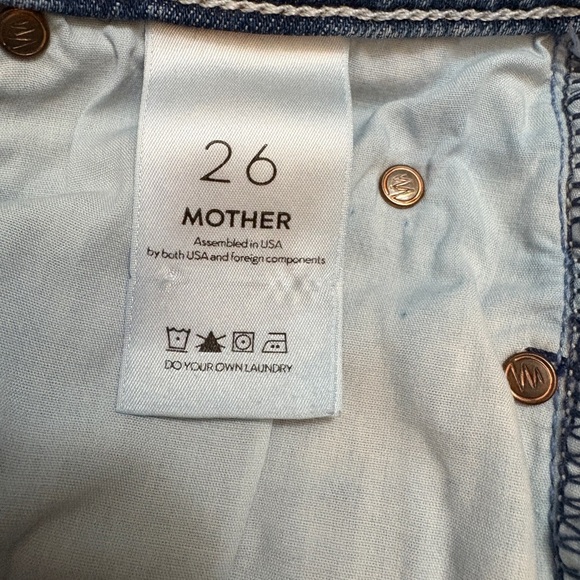 26
MOTHER
Assembled in USA
by both USA and foreign components
DO YOUR OWN LAUNDRY